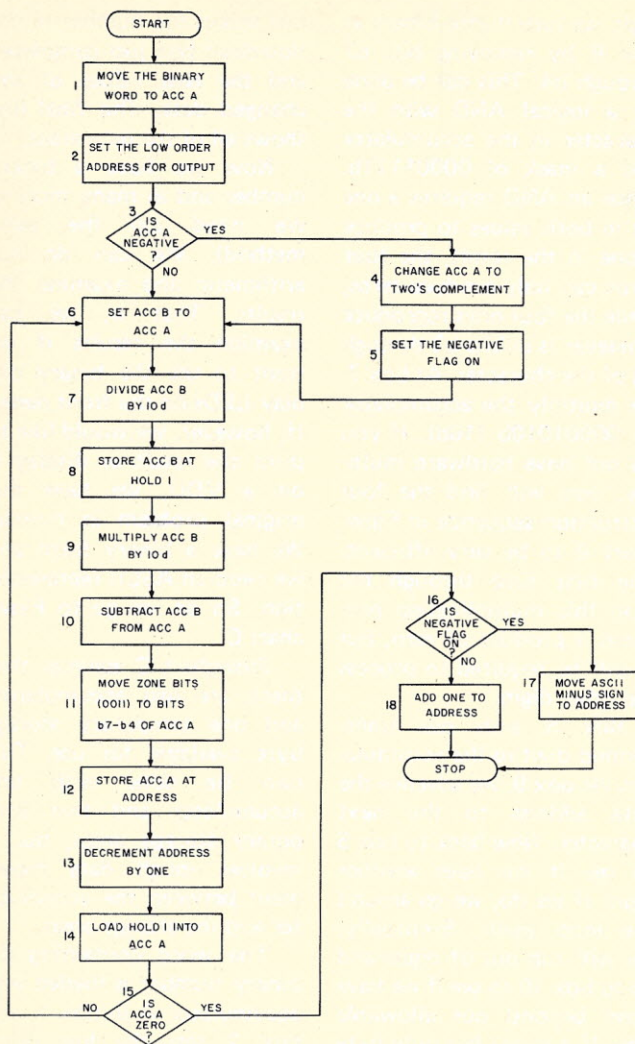 START
1
MOVE THE BINARY
WORD TO ACC A
2
SET THE LOW ORDER
ADDRESS FOR OUTPUT
3
IS
ACC A
NEGATIVE
?
YES
NO
4
CHANGE ACC A TO
TWO'S COMPLEMENT
5
SET THE NEGATIVE
FLAG ON
6
SET ACC B TO
ACC A
7
DIVIDE ACC B
BY 10d
8
STORE ACC B AT
HOLD 1
9
MULTIPLY ACC B
BY 10d
10
SUBTRACT ACC B
FROM ACC A
11
MOVE ZONE BITS
(0011) TO BITS
b7-b4 OF ACC A
12
STORE ACC A AT
ADDRESS
13
DECREMENT ADDRESS
BY ONE
14
LOAD HOLD 1 INTO
ACC A
15
IS
ACC A
ZERO
?
NO
YES
16
IS
NEGATIVE
FLAG
ON
?
YES
NO
17
MOVE ASCII
MINUS SIGN
TO ADDRESS
18
ADD ONE TO
ADDRESS
STOP